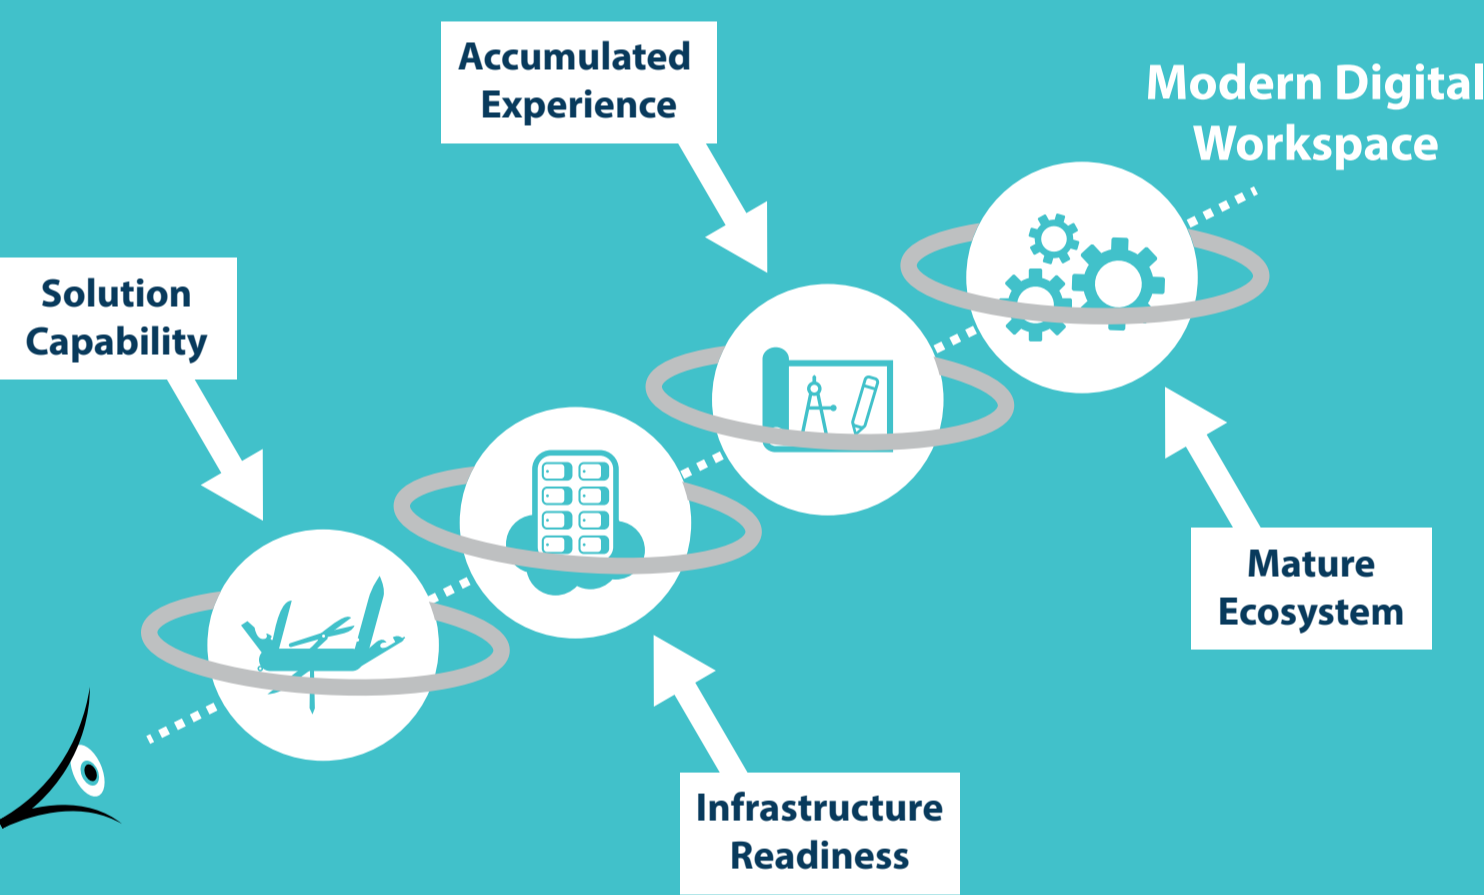 Accumulated
Experience
Modern Digital
Workspace
Solution
Capability
Mature
Ecosystem
Infrastructure
Readiness